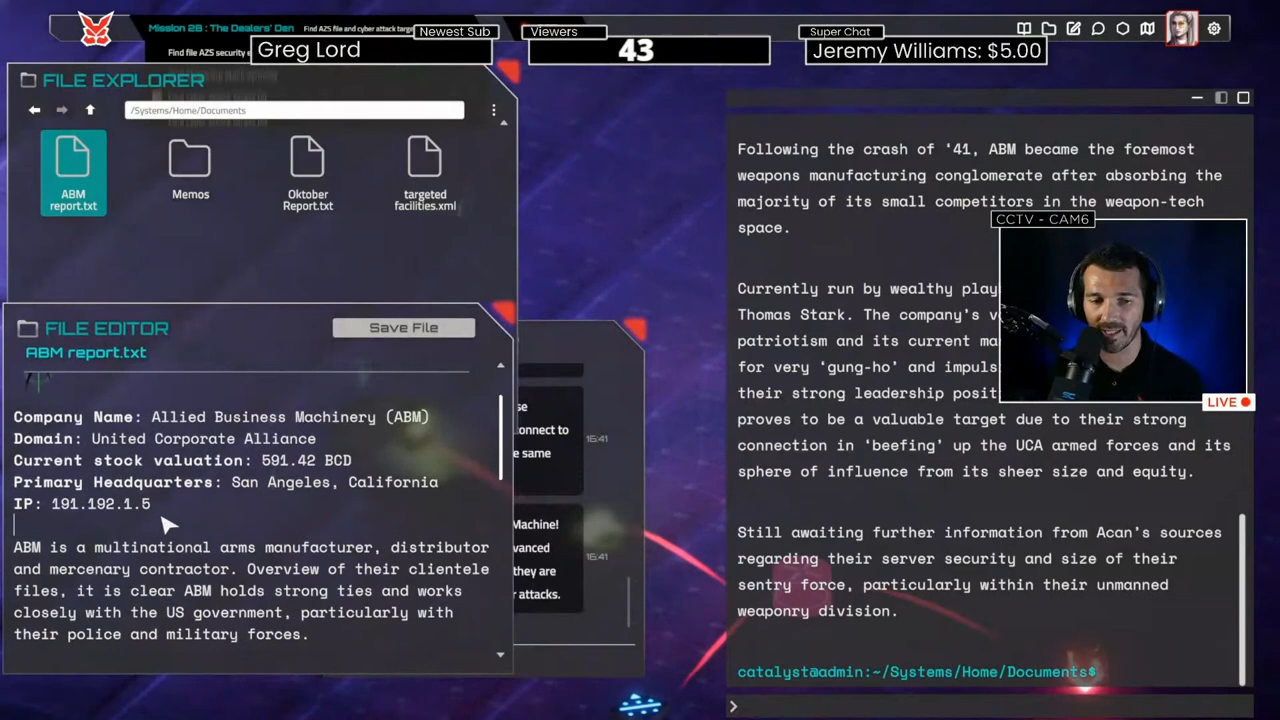 Mission 2B : The Dealers' Den
Find AZS file and cyber attack targe
Find file AZS security e
Newest Sub
Greg Lord
Viewers
43
Super Chat
Jeremy Williams: $5.00
FILE EXPLORER
/Systems/Home/Documents
ABM
report.txt
Memos
Oktober
Report.txt
targeted
facilities.xml
FILE EDITOR
Save File
ABM report.txt
Company Name: Allied Business Machinery (ABM)
Domain: United Corporate Alliance
Current stock valuation: 591.42 BCD
Primary Headquarters: San Angeles, California
IP: 191.192.1.5
ABM is a multinational arms manufacturer, distributor
and mercenary contractor. Overview of their clientele
files, it is clear ABM holds strong ties and works
closely with the US government, particularly with
their police and military forces.
se
onnect to
e same
16:41
Machine!
vanced
they are
r attacks.
16:41
Following the crash of ‘41, ABM became the foremost
weapons manufacturing conglomerate after absorbing the
majority of its small competitors in the weapon-tech
space.
Currently run by wealthy play
Thomas Stark. The company’s v
patriotism and its current ma
for very ‘gung-ho’ and impuls
their strong leadership posit
proves to be a valuable target due to their strong
connection in ‘beefing’ up the UCA armed forces and its
sphere of influence from its sheer size and equity.
Still awaiting further information from Acan’s sources
regarding their server security and size of their
sentry force, particularly within their unmanned
weaponry division.
catalyst@admin:~/Systems/Home/Documents$
>
CCTV - CAM6
LIVE